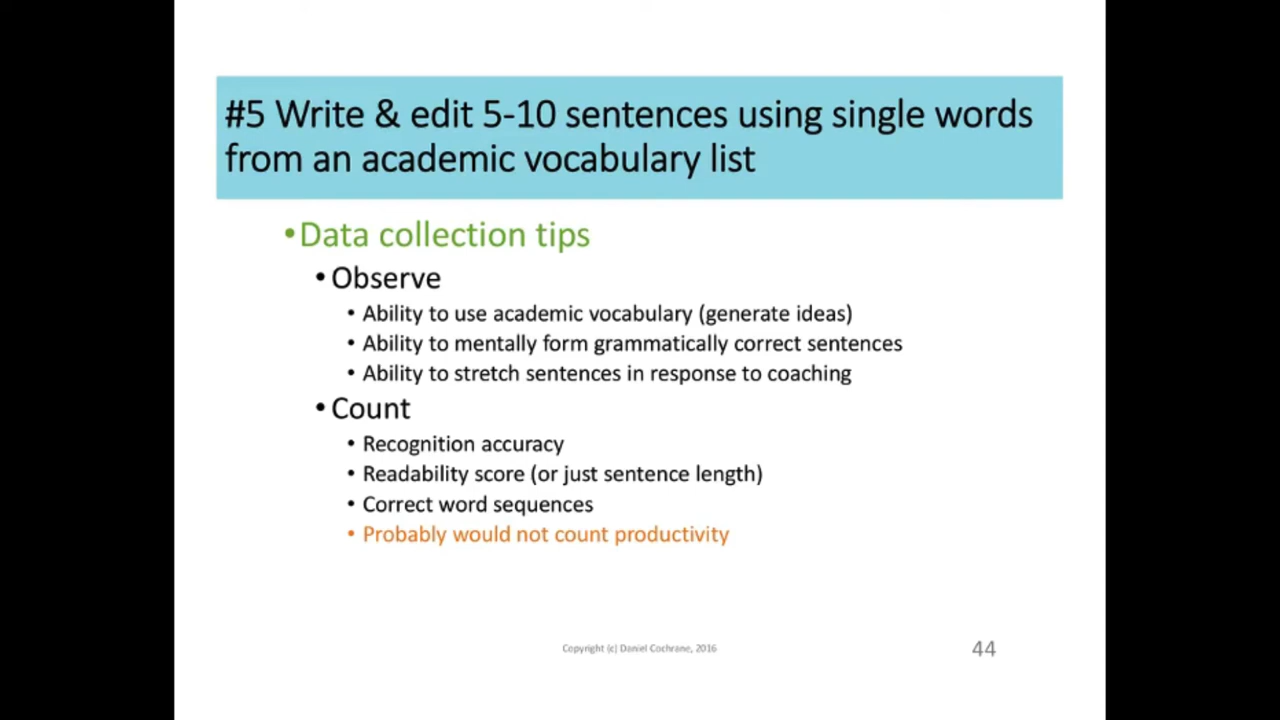 #5 Write & edit 5-10 sentences using single words
from an academic vocabulary list
•Data collection tips
• Observe
• Ability to use academic vocabulary (generate ideas)
• Ability to mentally form grammatically correct sentences
• Ability to stretch sentences in response to coaching
• Count
• Recognition accuracy
• Readability score (or just sentence length)
• Correct word sequences
• Probably would not count productivity
Copyright (c) Daniel Cochrane, 2016
44